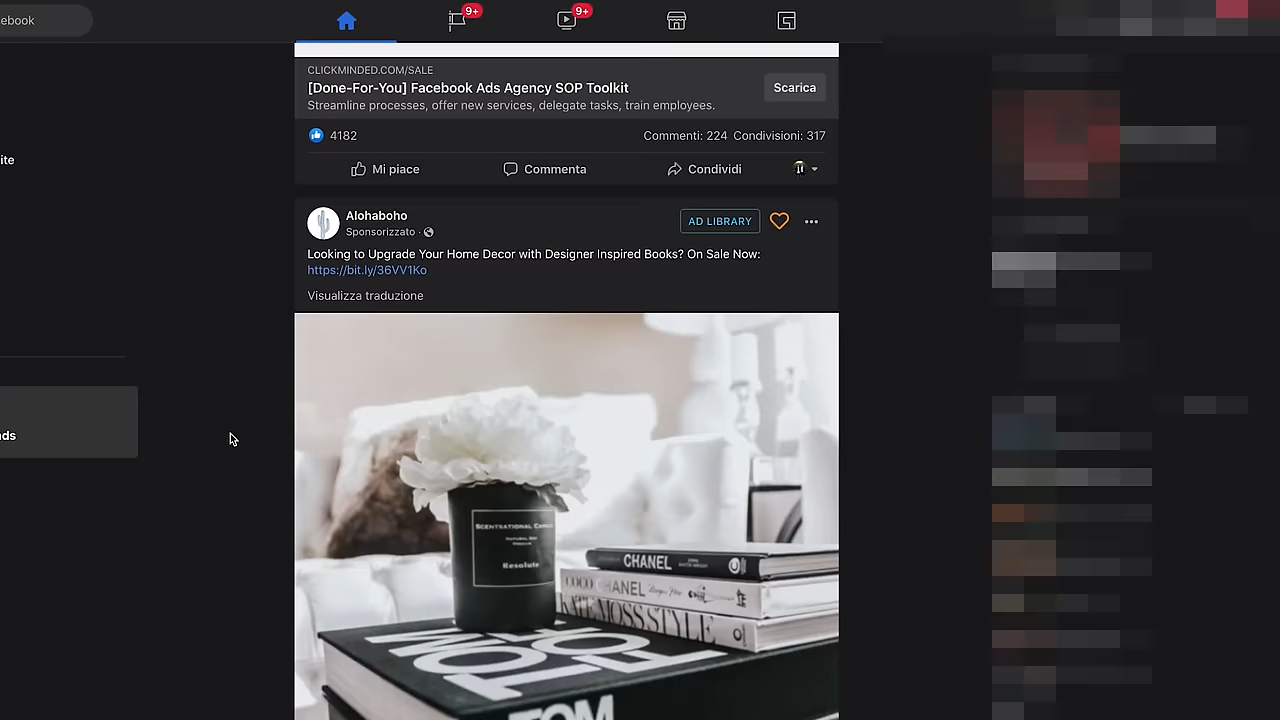 ebook
9+
9+
CLICKMINDED.COM/SALE
[Done-For-You] Facebook Ads Agency SOP Toolkit
Scarica
Streamline processes, offer new services, delegate tasks, train employees.
4182
Commenti: 224 Condivisioni: 317
Mi piace
Commenta
Condividi
ite
Alohaboho
AD LIBRARY
Sponsorizzato ·
Looking to Upgrade Your Home Decor with Designer Inspired Books? On Sale Now:
https://bit.ly/36VV1Ko
Visualizza traduzione
ads
SCENTSATIONAL
Resolute
CHANEL
COCO CHANEL
KATE MOSS STYLE
TOM